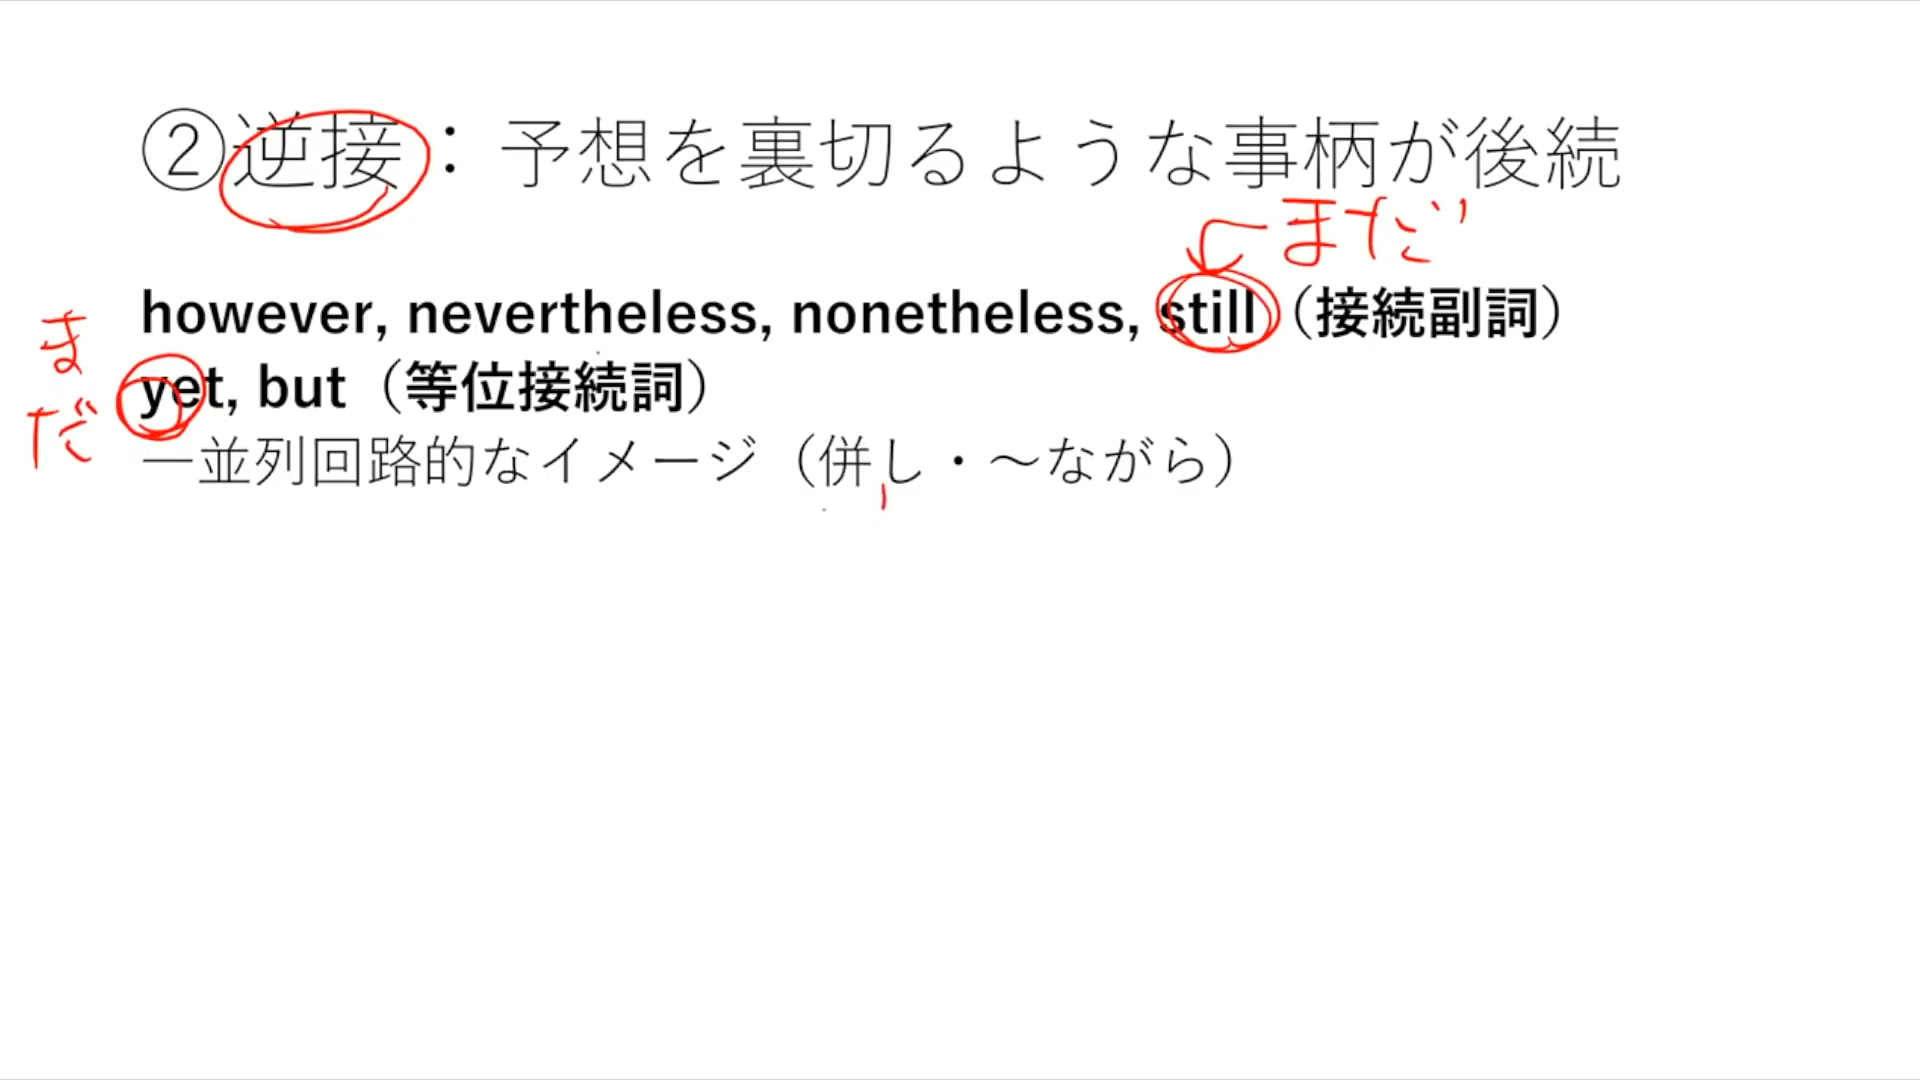 ②逆接：予想を裏切るような事柄が後続
まだ
however, nevertheless, nonetheless, still（接続副詞）
まだ
yet, but（等位接続詞）
―並列回路的なイメージ（併し・～ながら）